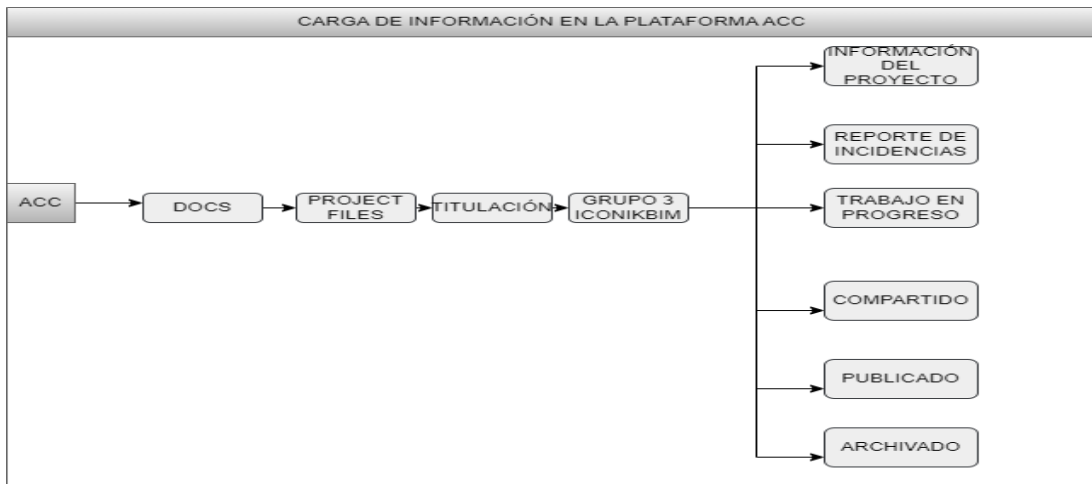 CARGA DE INFORMACIÓN EN LA PLATAFORMA ACC
ACC
DOCS
PROJECT
FILES
TITULACIÓN
GRUPO 3
ICONIKBIM
INFORMACIÓN
DEL
PROYECTO
REPORTE DE
INCIDENCIAS
TRABAJO EN
PROGRESO
COMPARTIDO
PUBLICADO
ARCHIVADO